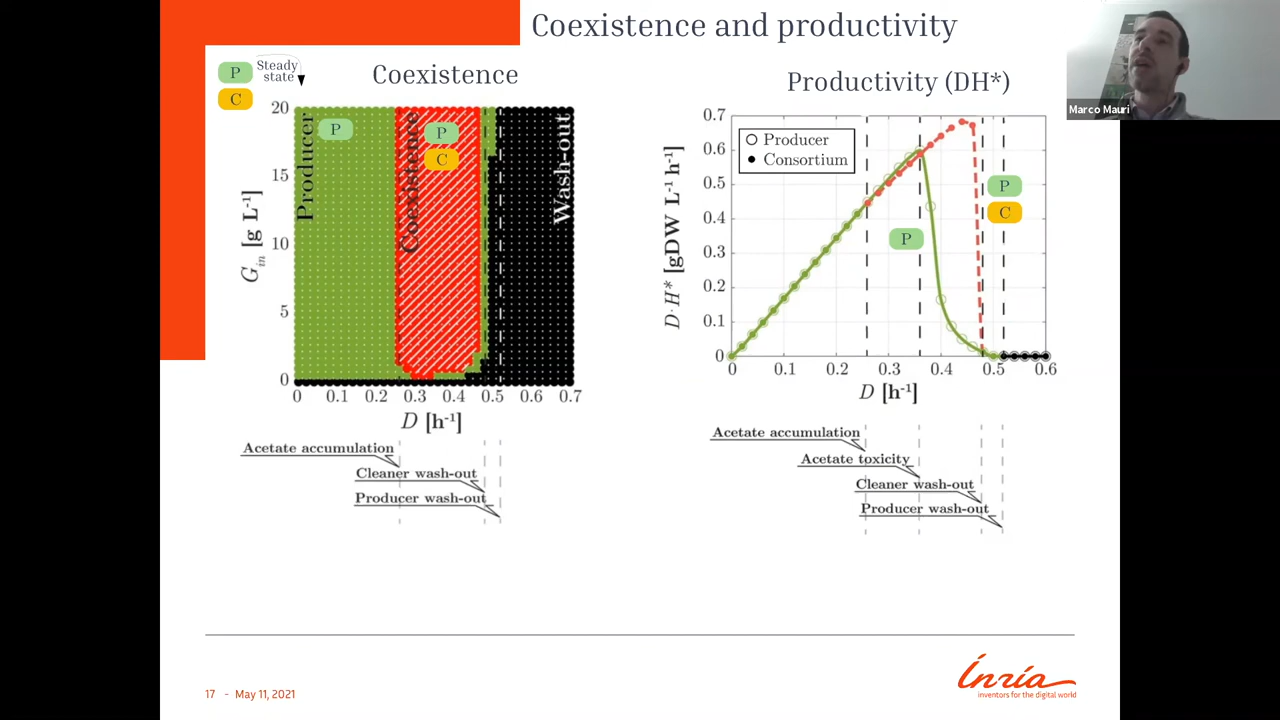 Coexistence and productivity
Marco Mauri
P
C
Steady
state
Coexistence
Productivity (DH*)
20
15
10
5
0
G_in [g L⁻¹]
Producer
P
Coexistence
P
C
Wash-out
0 0.1 0.2 0.3 0.4 0.5 0.6 0.7
D [h⁻¹]
Acetate accumulation
Cleaner wash-out
Producer wash-out
0.7
0.6
0.5
0.4
0.3
0.2
0.1
0
D·H* [gDW L⁻¹ h⁻¹]
Producer
Consortium
P
P
C
0 0.1 0.2 0.3 0.4 0.5 0.6
D [h⁻¹]
Acetate accumulation
Acetate toxicity
Cleaner wash-out
Producer wash-out
17 - May 11, 2021
Inria
inventors for the digital world